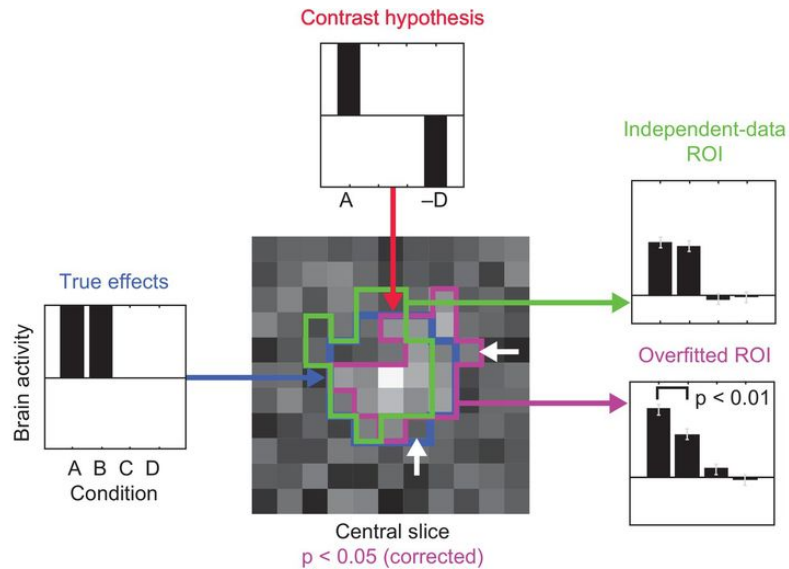 Contrast hypothesis
A –D
Independent-data
ROI
True effects
Brain activity
A B C D
Condition
Overfitted ROI
p < 0.01
Central slice
p < 0.05 (corrected)